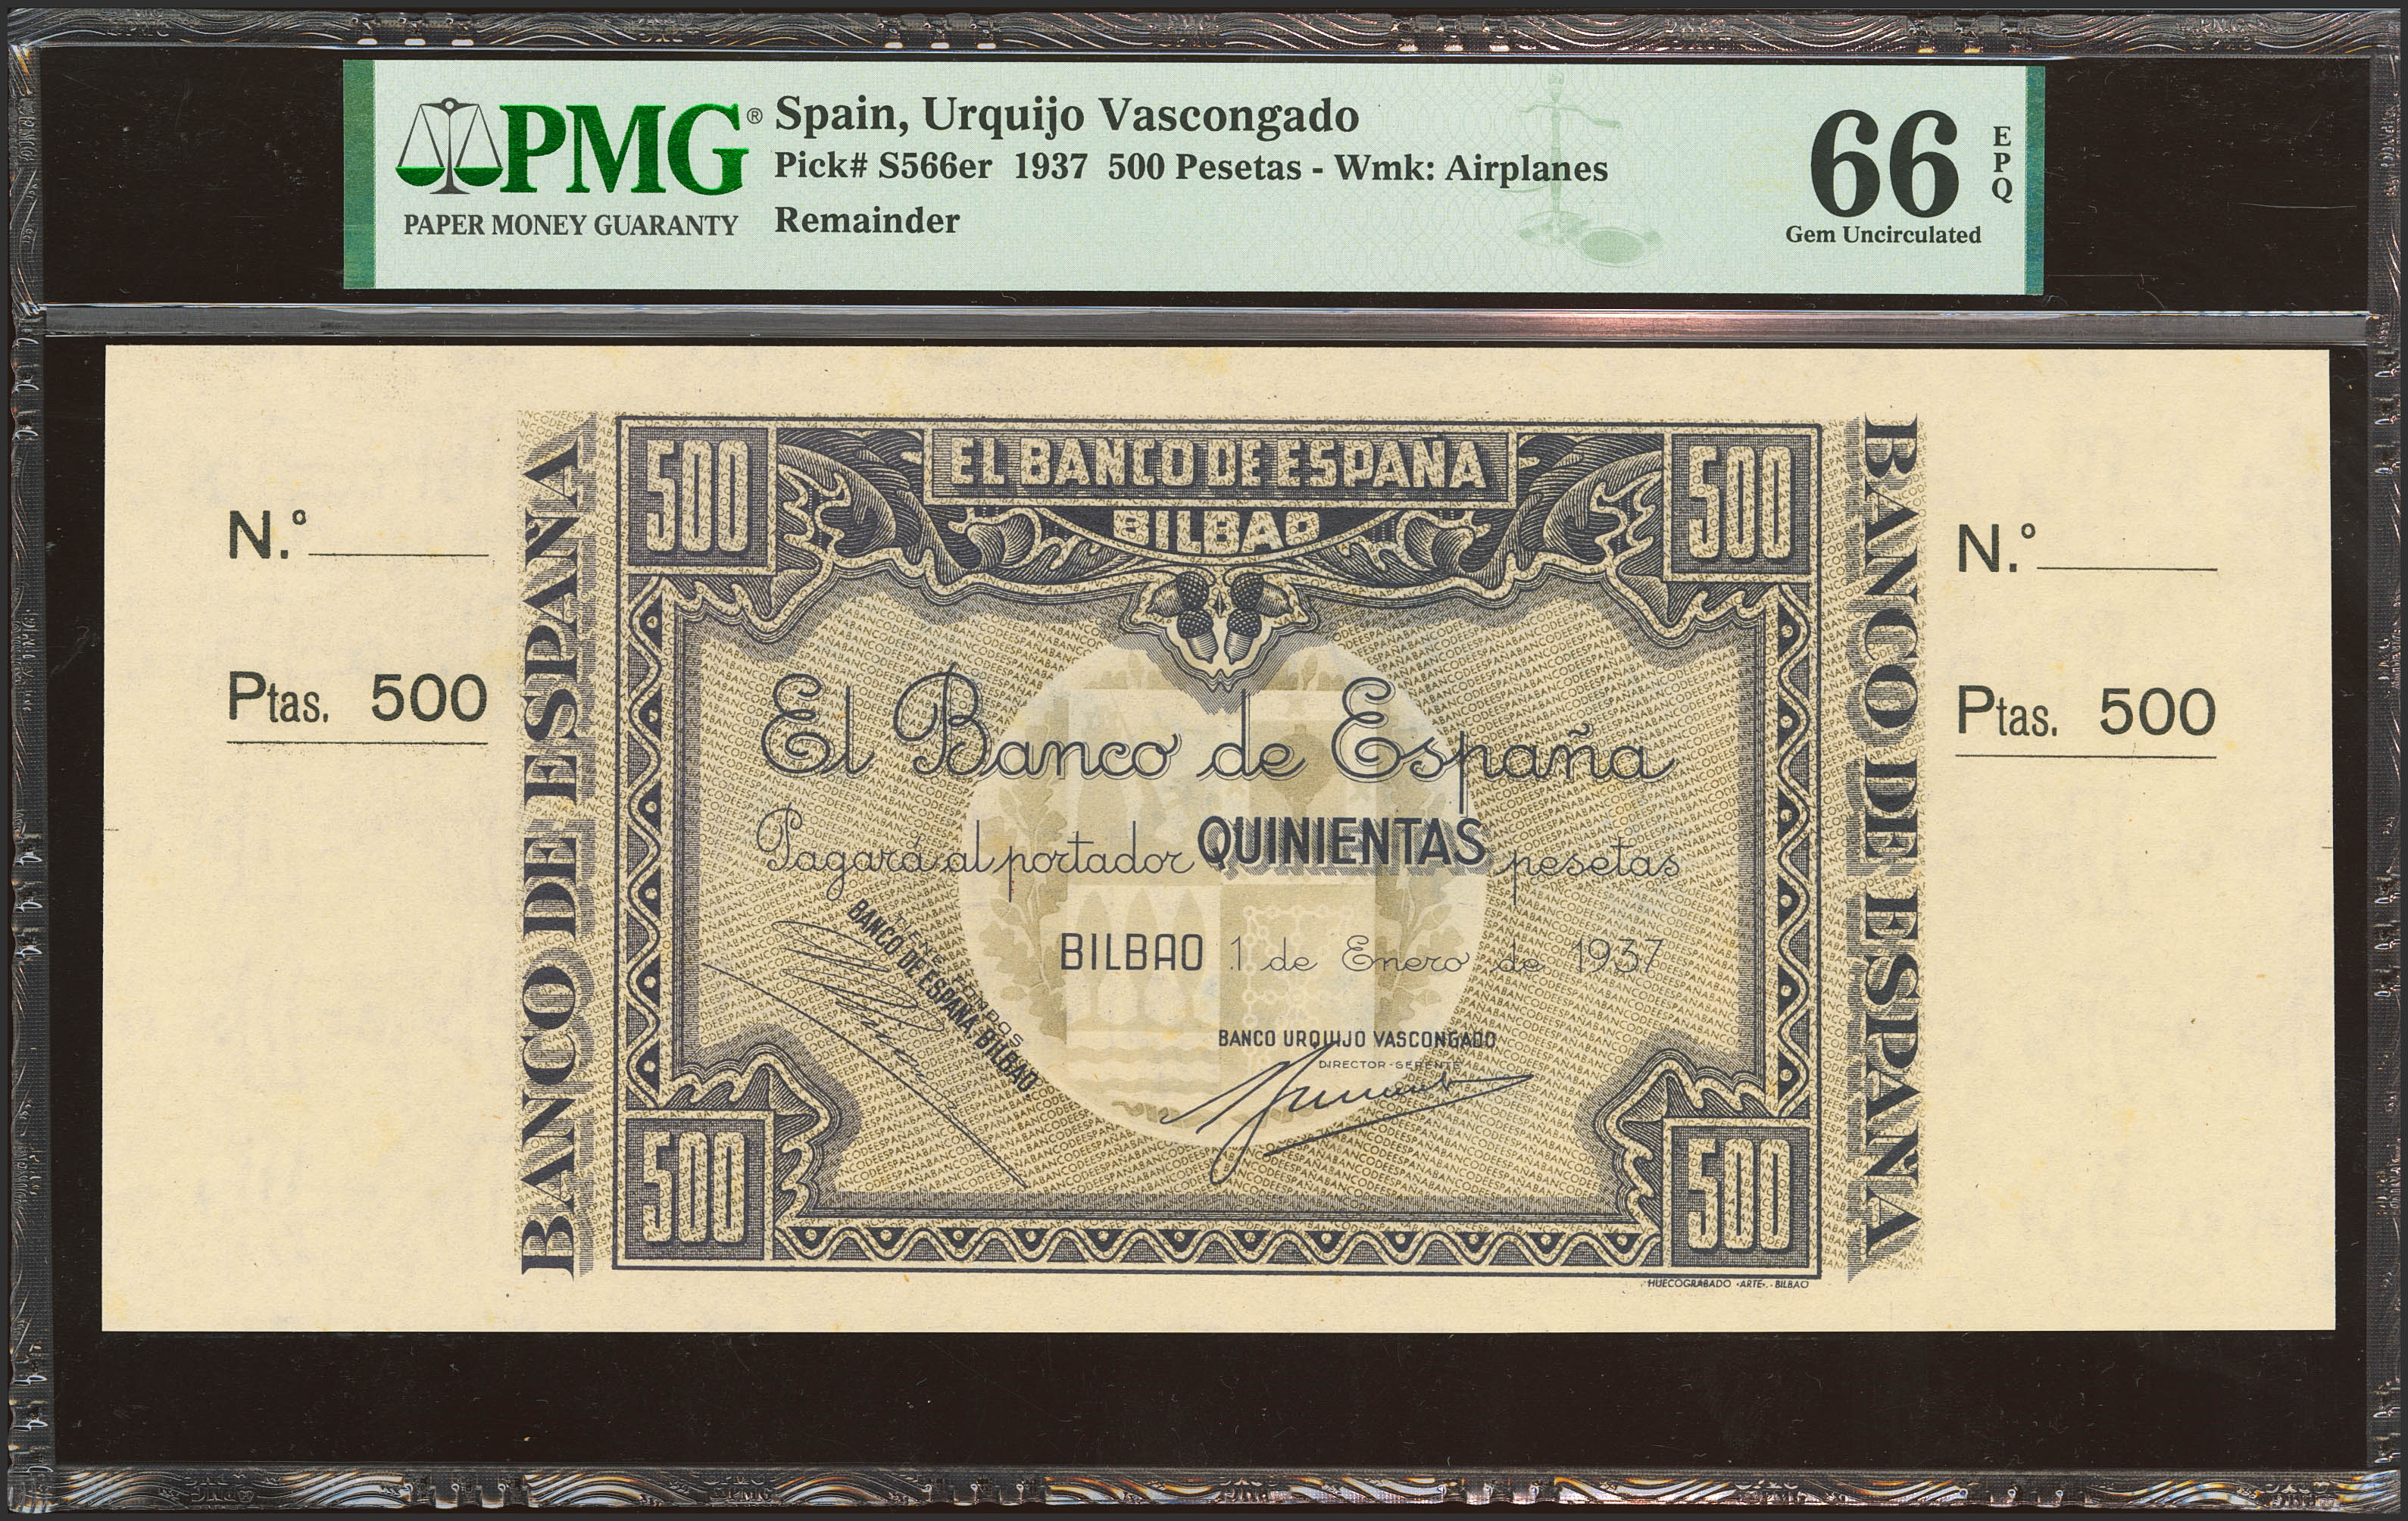 PMG®
PAPER MONEY GUARANTY
Spain, Urquijo Vascongado
Pick# S566er 1937 500 Pesetas - Wmk: Airplanes
Remainder
66
EPQ
Gem Uncirculated
N.º
Ptas. 500
BANCO DE ESPAÑA
500
EL BANCO DE ESPAÑA
BILBAO
500
El Banco de España
Pagará al portador QUINIENTAS pesetas
BILBAO 1 de Enero de 1937
BANCO DE ESPAÑA. BILBAO
BANCO URQUIJO VASCONGADO
DIRECTOR-GERENTE
500
500
HUECOGRABADO "ARTE".- BILBAO
BANCO DE ESPAÑA
N.º
Ptas. 500